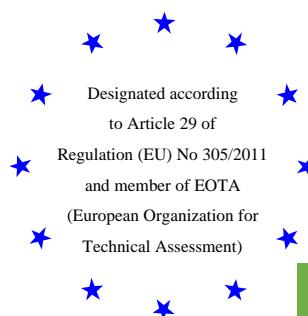 Designated according
to Article 29 of
Regulation (EU) No 305/2011
and member of EOTA
(European Organization for
Technical Assessment)